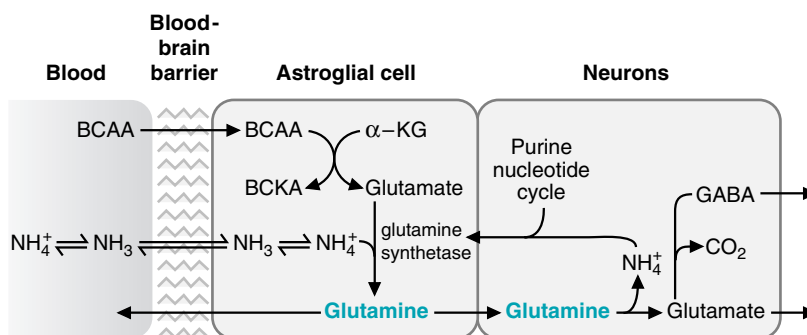 Blood
Blood-
brain
barrier
Astroglial cell
Neurons
BCAA
BCAA
α–KG
BCKA
Glutamate
Purine
nucleotide
cycle
GABA
NH₄⁺
NH₃
NH₃
NH₄⁺
glutamine
synthetase
NH₄⁺
CO₂
Glutamine
Glutamine
Glutamate